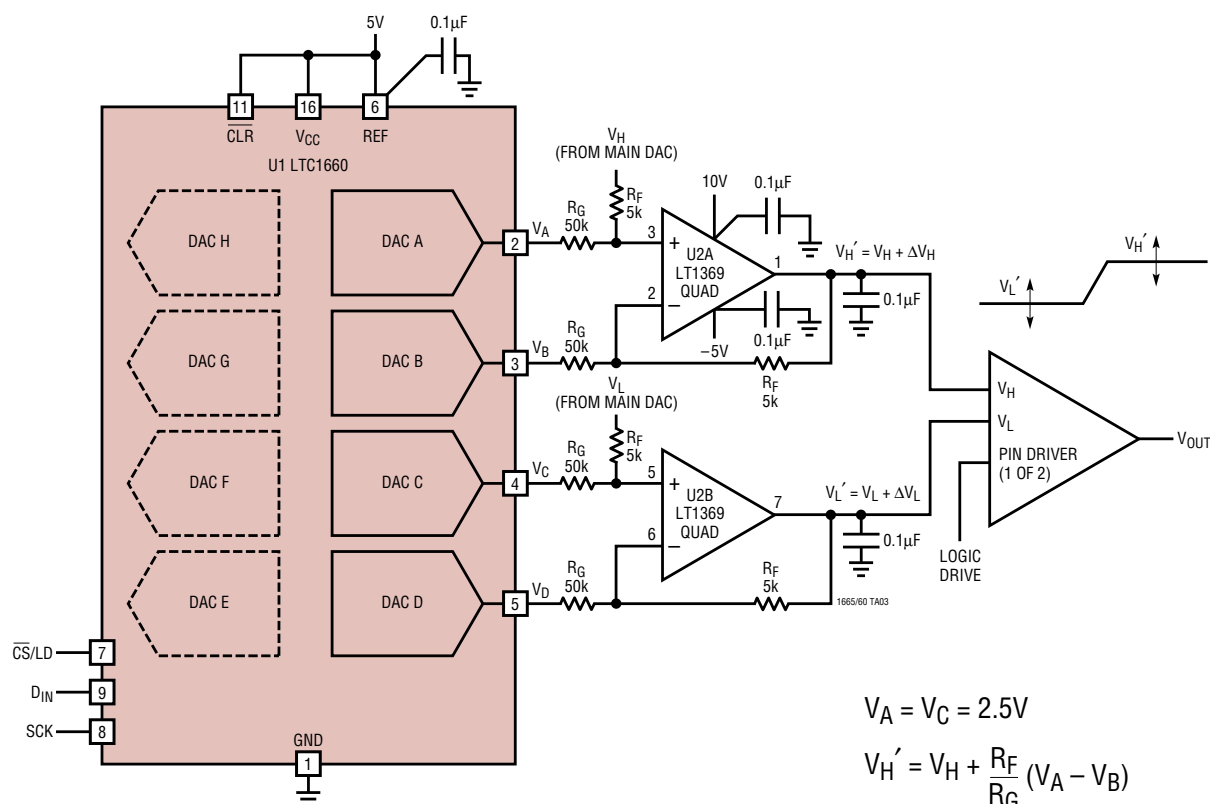 5V
0.1μF
11
16
6
CLR
VCC
REF
U1 LTC1660
DAC H
DAC A
DAC G
DAC B
DAC F
DAC C
DAC E
DAC D
2
3
4
5
VA
VB
VC
VD
CS/LD
7
DIN
9
SCK
8
GND
1
VH
(FROM MAIN DAC)
RF
5k
RG
50k
10V
0.1μF
3
+
U2A
LT1369
QUAD
1
2
−
−5V
0.1μF
RG
50k
RF
5k
VH′ = VH + ΔVH
0.1μF
VL
(FROM MAIN DAC)
RF
5k
RG
50k
5
+
U2B
LT1369
QUAD
7
6
−
RG
50k
RF
5k
VL′ = VL + ΔVL
0.1μF
1665/60 TA03
VH′
VL′
VH
VL
PIN DRIVER
(1 OF 2)
VOUT
LOGIC
DRIVE
VA = VC = 2.5V
VH′ = VH + RF/RG (VA – VB)